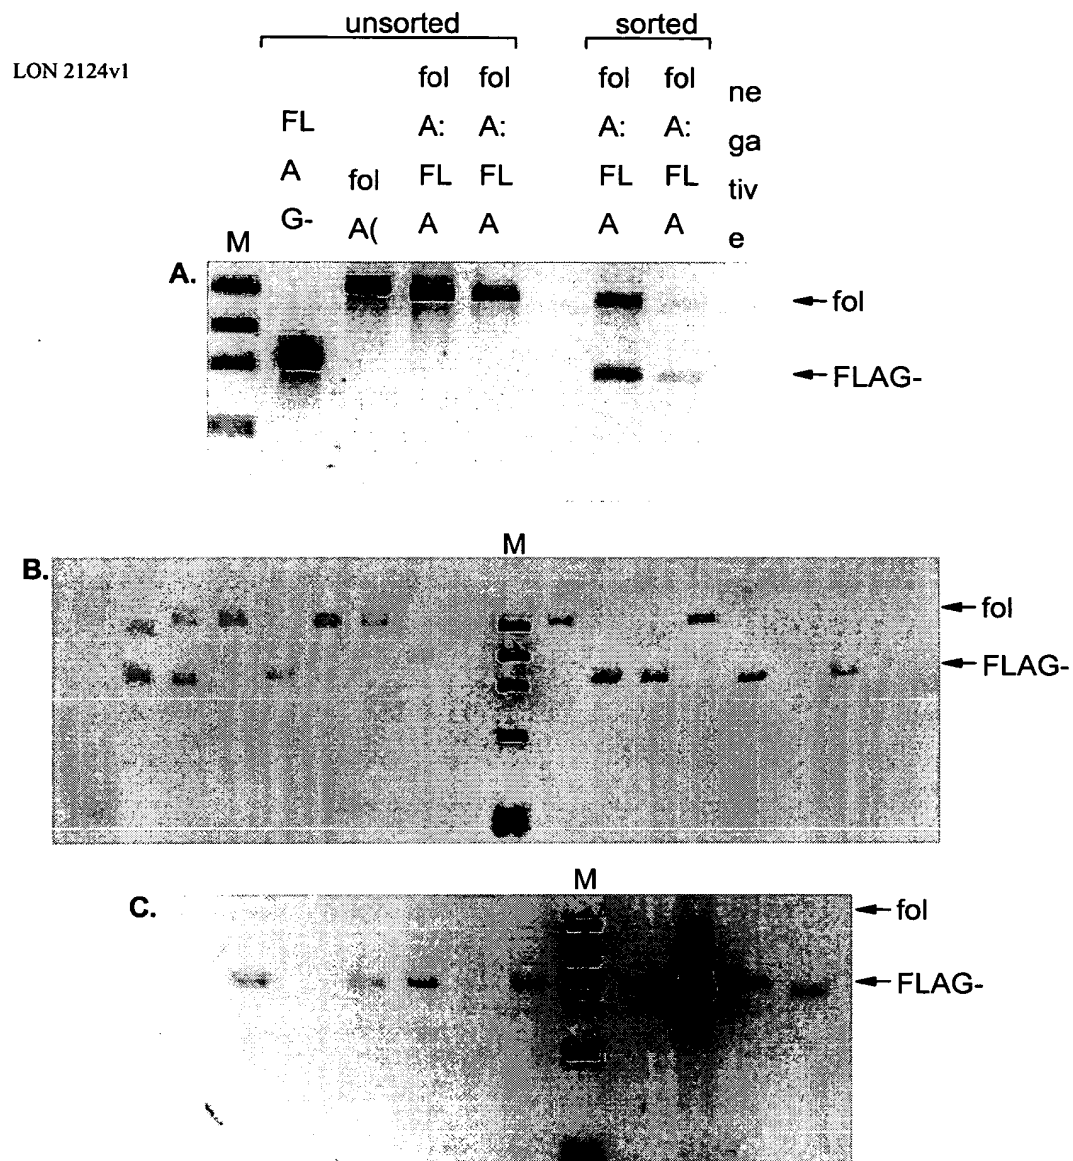 unsorted sorted
LON 2124v1
M
FL
A
G-
fol
A(
fol
A:
FL
A
fol
A:
FL
A
fol
A:
FL
A
fol
A:
FL
A
ne
ga
tiv
e
A.
fol
FLAG-
M
B.
fol
FLAG-
M
C.
fol
FLAG-